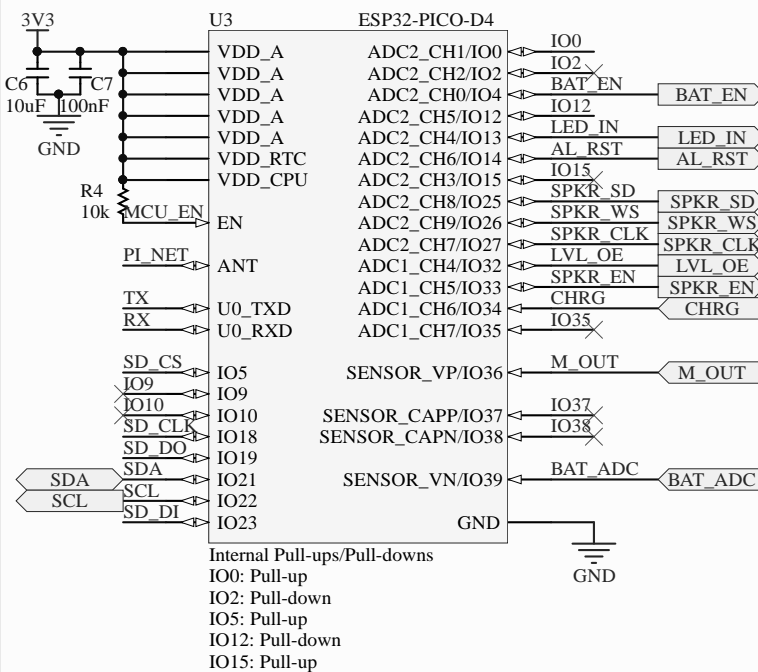 3V3
U3
ESP32-PICO-D4
C6
C7
10uF
100nF
GND
R4
10k
VDD_A
VDD_A
VDD_A
VDD_A
VDD_A
VDD_RTC
VDD_CPU
MCU_EN
EN
PI_NET
ANT
TX
U0_TXD
RX
U0_RXD
SD_CS
IO5
IO9
IO9
IO10
IO10
SD_CLK
IO18
SD_DO
IO19
SDA
SDA
IO21
SCL
SCL
IO22
SD_DI
IO23
ADC2_CH1/IO0
IO0
ADC2_CH2/IO2
IO2
ADC2_CH0/IO4
BAT_EN
BAT_EN
ADC2_CH5/IO12
IO12
ADC2_CH4/IO13
LED_IN
LED_IN
ADC2_CH6/IO14
AL_RST
AL_RST
ADC2_CH3/IO15
IO15
ADC2_CH8/IO25
SPKR_SD
SPKR_SD
ADC2_CH9/IO26
SPKR_WS
SPKR_WS
ADC2_CH7/IO27
SPKR_CLK
SPKR_CLK
ADC1_CH4/IO32
LVL_OE
LVL_OE
ADC1_CH5/IO33
SPKR_EN
SPKR_EN
ADC1_CH6/IO34
CHRG
CHRG
ADC1_CH7/IO35
IO35
SENSOR_VP/IO36
M_OUT
M_OUT
SENSOR_CAPP/IO37
IO37
SENSOR_CAPN/IO38
IO38
SENSOR_VN/IO39
BAT_ADC
BAT_ADC
GND
GND
Internal Pull-ups/Pull-downs
IO0: Pull-up
IO2: Pull-down
IO5: Pull-up
IO12: Pull-down
IO15: Pull-up